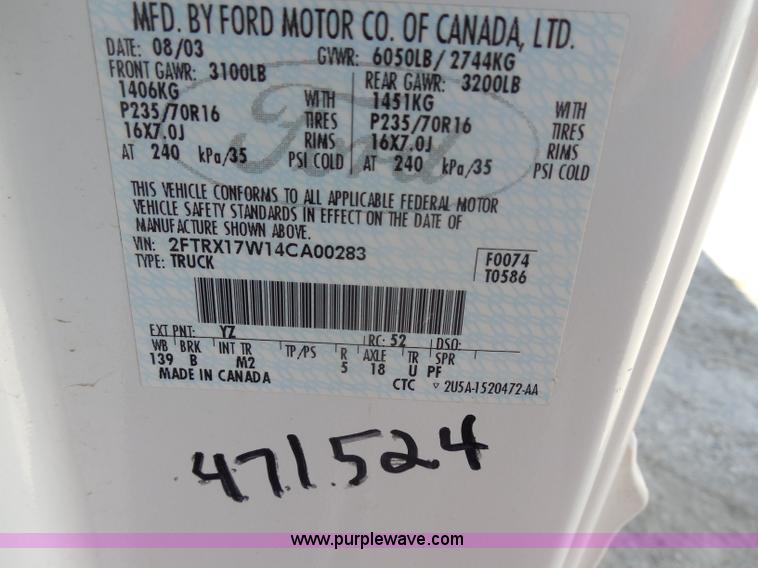 MFD. BY FORD MOTOR CO. OF CANADA, LTD.
DATE: 08/03 GVWR: 6050LB/ 2744KG
FRONT GAWR: 3100LB REAR GAWR: 3200LB
1406KG WITH 1451KG WITH
P235/70R16 TIRES P235/70R16 TIRES
16X7.0J RIMS 16X7.0J RIMS
AT 240 kPa/35 PSI COLD AT 240 kPa/35 PSI COLD
Ford
THIS VEHICLE CONFORMS TO ALL APPLICABLE FEDERAL MOTOR
VEHICLE SAFETY STANDARDS IN EFFECT ON THE DATE OF
MANUFACTURE SHOWN ABOVE.
VIN: 2FTRX17W14CA00283 F0074
TYPE: TRUCK T0586
EXT PNT: YZ RC: 52 DSO:
WB BRK INT TR TP/PS R AXLE TR SPR
139 B M2 5 18 U PF
MADE IN CANADA CTC ▽ 2U5A-1520472-AA
471524
www.purplewave.com